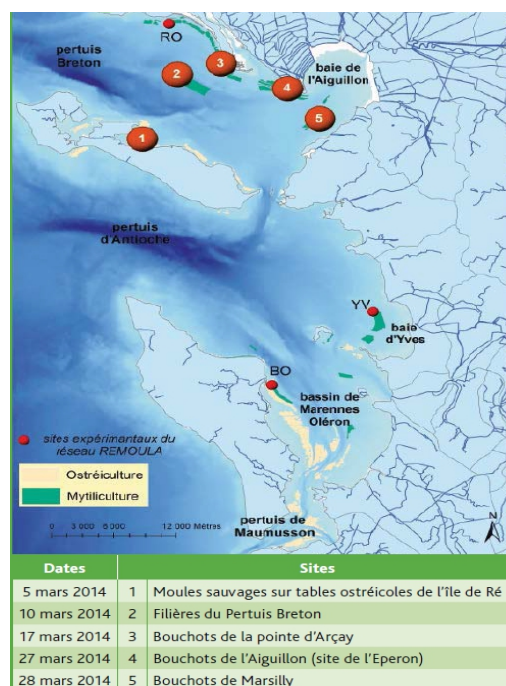 pertuis
Breton
RO
3
2
baie de
l'Aiguillon
4
5
1
pertuis
d'Antioche
YV
baie
d'Yves
BO
bassin de
Marennes
Oléron
sites expérimentaux du
réseau REMOULA
Ostréiculture
Mytiliculture
0 3 000 6 000 12 000 Mètres
pertuis de
Maumusson
N
Dates Sites
5 mars 2014 1 Moules sauvages sur tables ostréicoles de l'île de Ré
10 mars 2014 2 Filières du Pertuis Breton
17 mars 2014 3 Bouchots de la pointe d'Arçay
27 mars 2014 4 Bouchots de l'Aiguillon (site de l'Eperon)
28 mars 2014 5 Bouchots de Marsilly